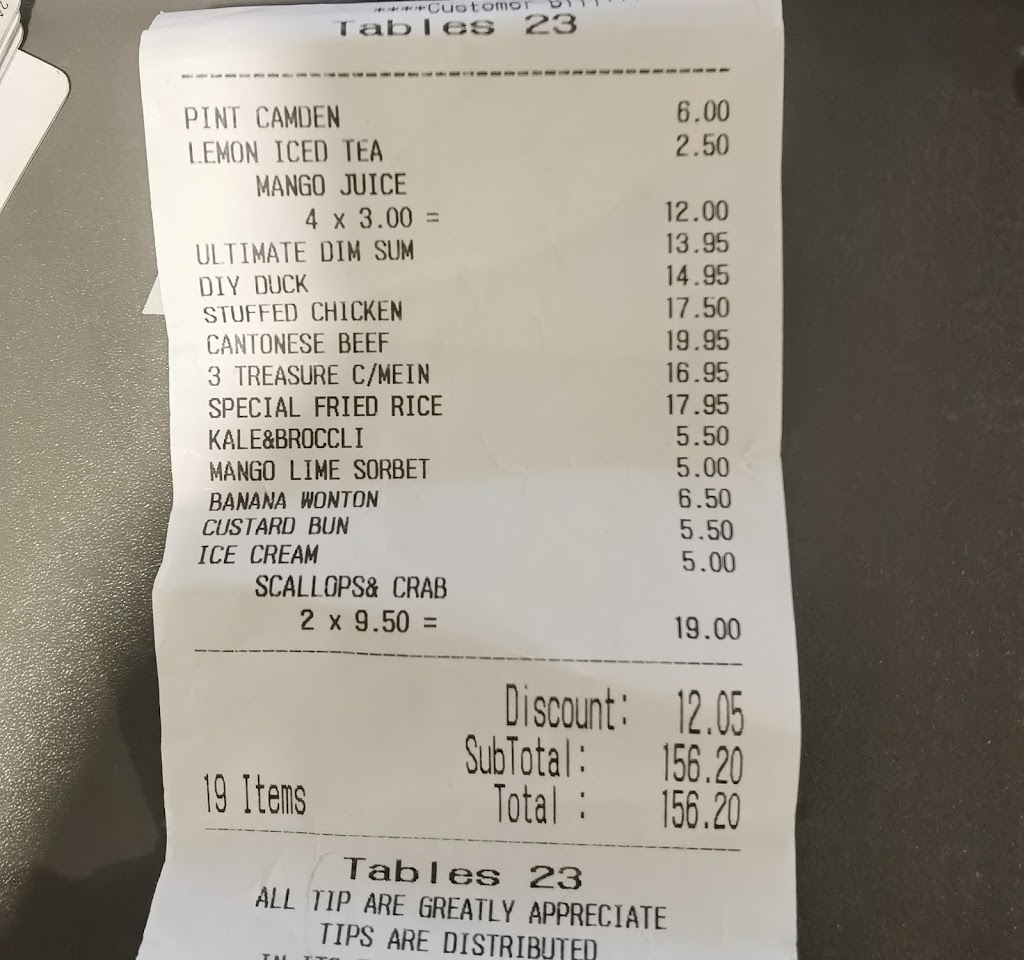 ****Customer Bill
Tables 23
PINT CAMDEN 6.00
LEMON ICED TEA 2.50
MANGO JUICE
4 x 3.00 = 12.00
ULTIMATE DIM SUM 13.95
DIY DUCK 14.95
STUFFED CHICKEN 17.50
CANTONESE BEEF 19.95
3 TREASURE C/MEIN 16.95
SPECIAL FRIED RICE 17.95
KALE&BROCCLI 5.50
MANGO LIME SORBET 5.00
BANANA WONTON 6.50
CUSTARD BUN 5.50
ICE CREAM 5.00
SCALLOPS& CRAB
2 x 9.50 = 19.00
Discount: 12.05
SubTotal: 156.20
19 Items Total : 156.20
Tables 23
ALL TIP ARE GREATLY APPRECIATE
TIPS ARE DISTRIBUTED
IN ITS